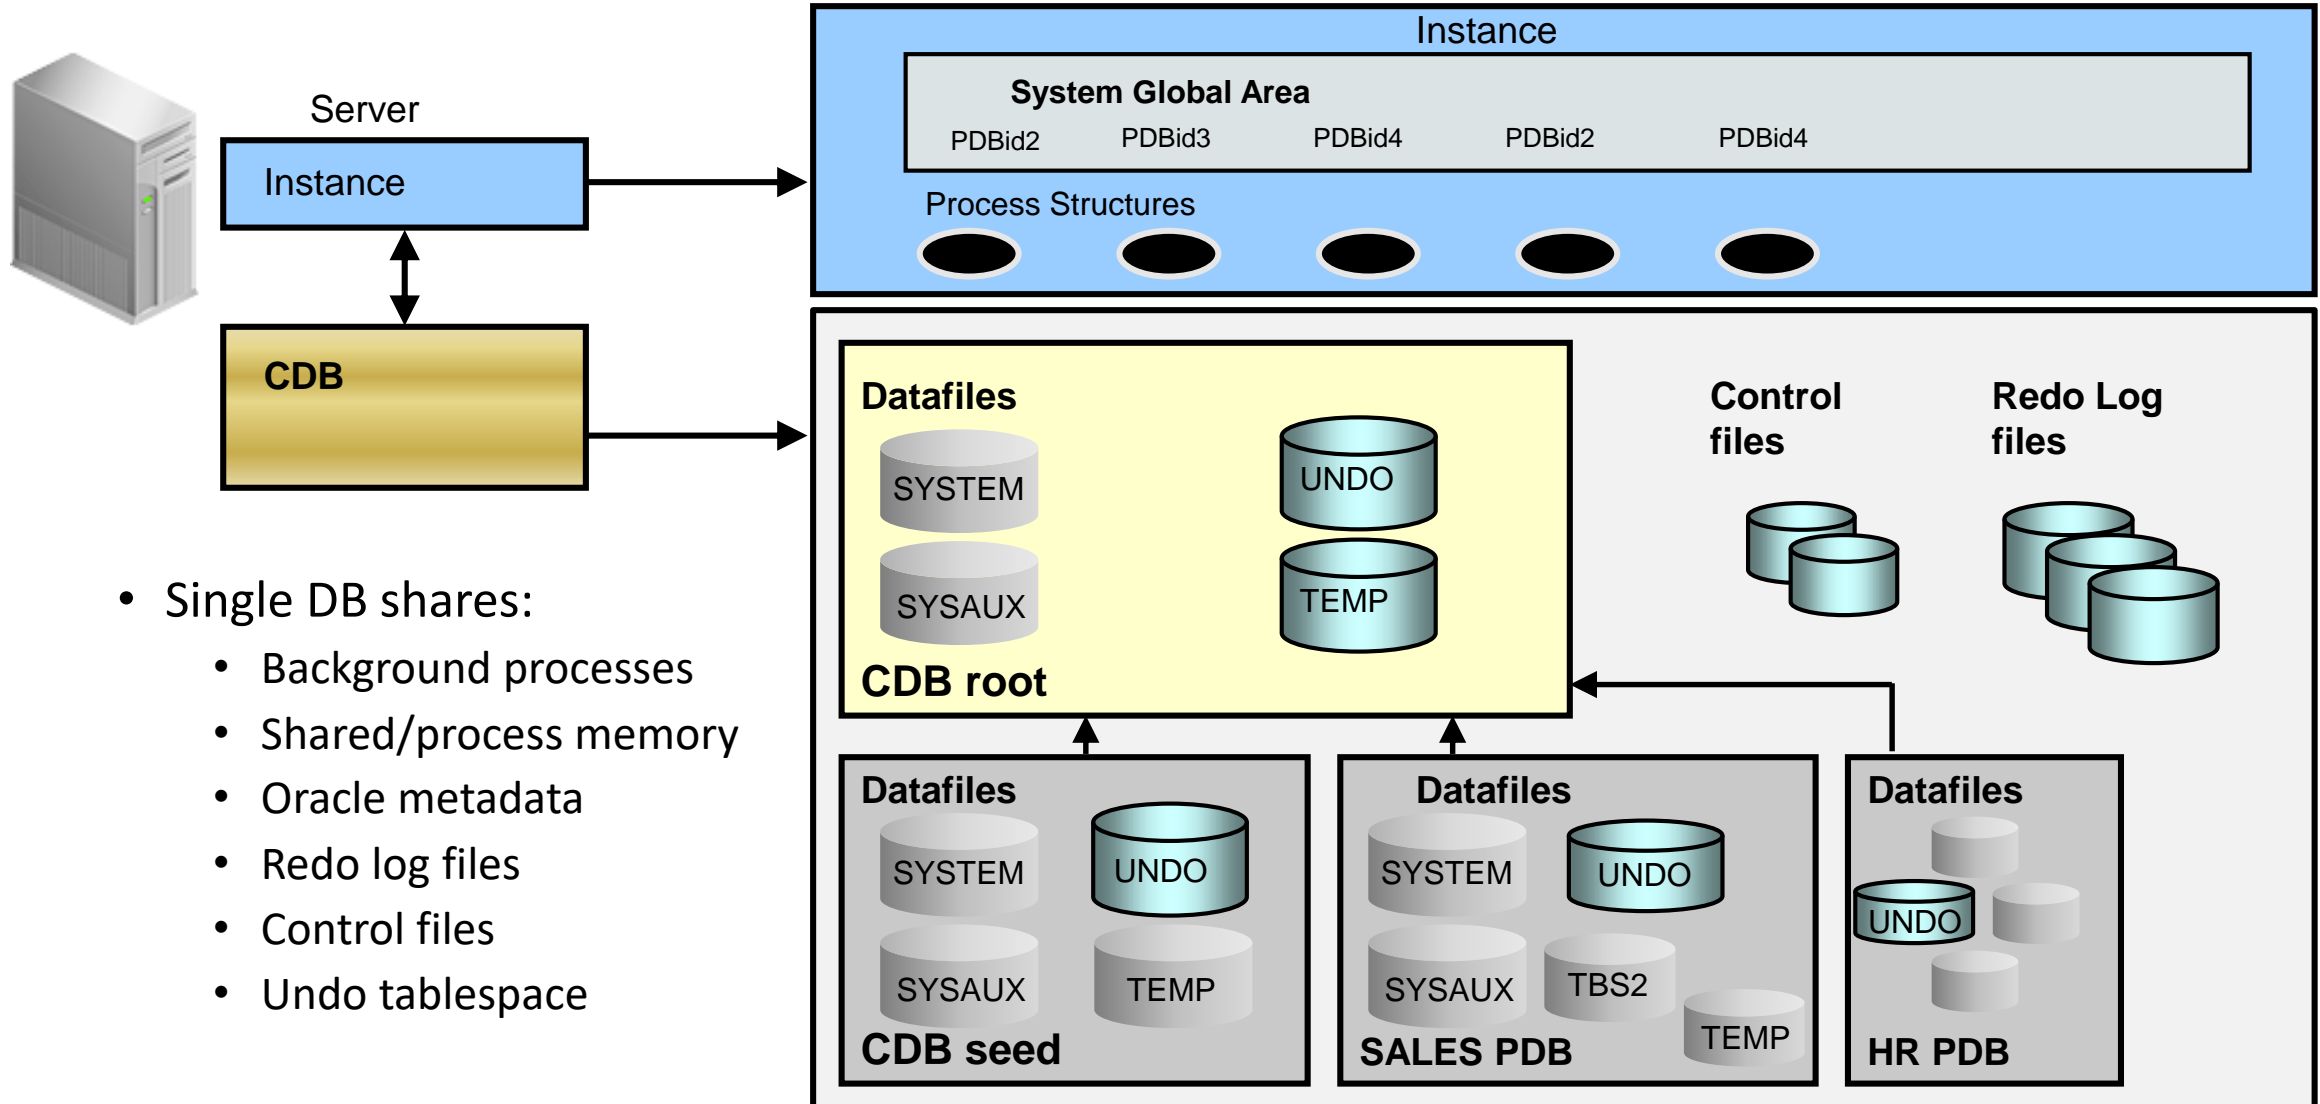 Server
Instance
CDB
• Single DB shares:
• Background processes
• Shared/process memory
• Oracle metadata
• Redo log files
• Control files
• Undo tablespace
Instance
System Global Area
PDBid2 PDBid3 PDBid4 PDBid2 PDBid4
Process Structures
Datafiles
SYSTEM UNDO
SYSAUX TEMP
CDB root
Control
files
Redo Log
files
Datafiles
SYSTEM UNDO
SYSAUX TEMP
CDB seed
Datafiles
SYSTEM UNDO
SYSAUX TBS2
TEMP
SALES PDB
Datafiles
UNDO
HR PDB